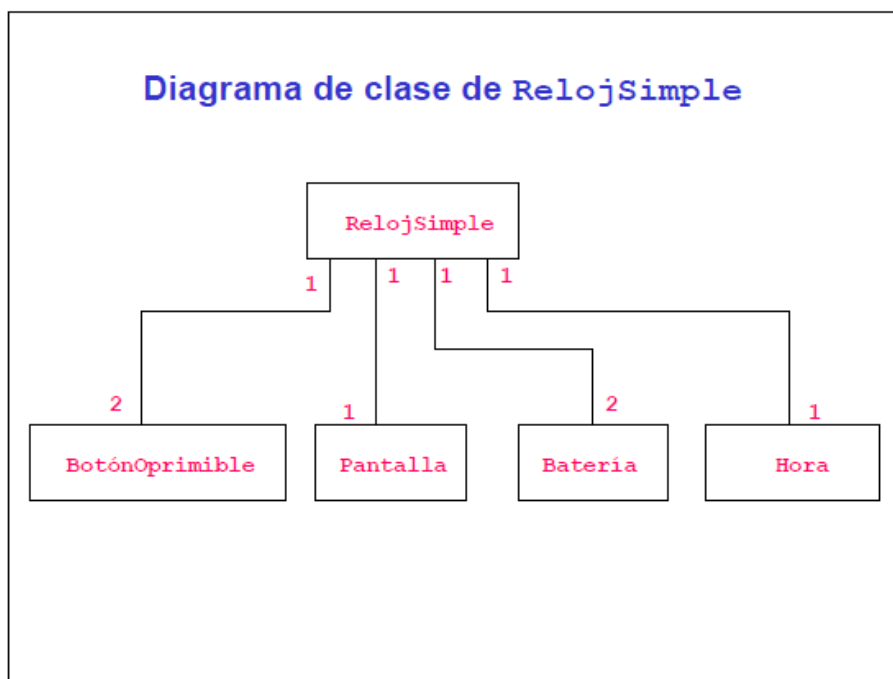 Diagrama de clase de RelojSimple
RelojSimple
1 1 1 1
2 1 2 1
BotónOprimible Pantalla Batería Hora